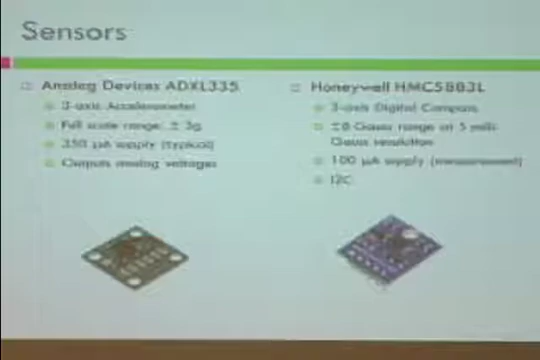 Sensors
Analog Devices ADXL335
3-axis Accelerometer
Full scale range: ± 3g
350 µA supply (typical)
Outputs analog voltages
Honeywell HMC5883L
3-axis Digital Compass
±8 Gauss range at 5 milli
Gauss resolution
100 µA supply (measurement)
I2C